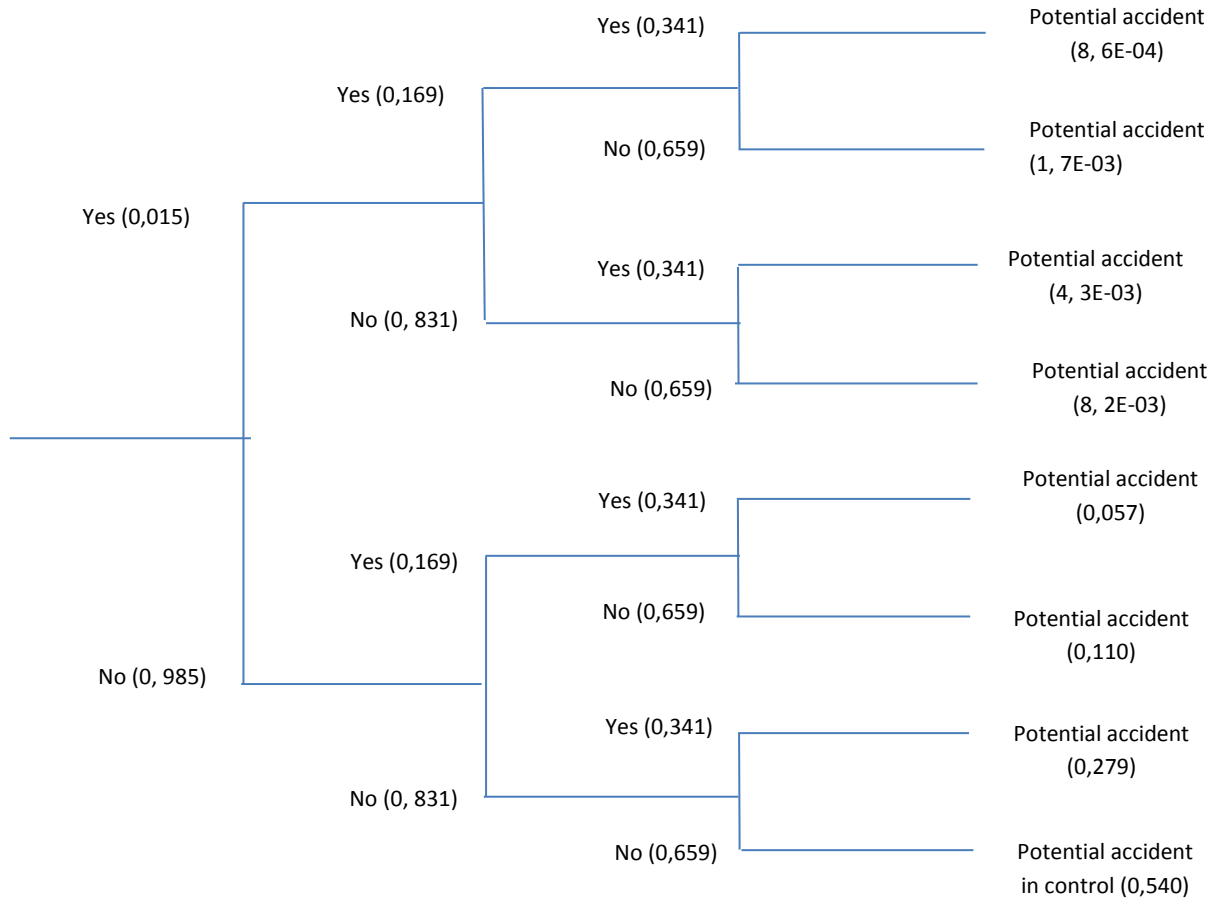 Yes (0,341)
Potential accident
(8, 6E-04)
Yes (0,169)
No (0,659)
Potential accident
(1, 7E-03)
Yes (0,015)
Yes (0,341)
Potential accident
(4, 3E-03)
No (0, 831)
No (0,659)
Potential accident
(8, 2E-03)
Yes (0,341)
Potential accident
(0,057)
Yes (0,169)
No (0,659)
Potential accident
(0,110)
No (0, 985)
Yes (0,341)
Potential accident
(0,279)
No (0, 831)
No (0,659)
Potential accident
in control (0,540)